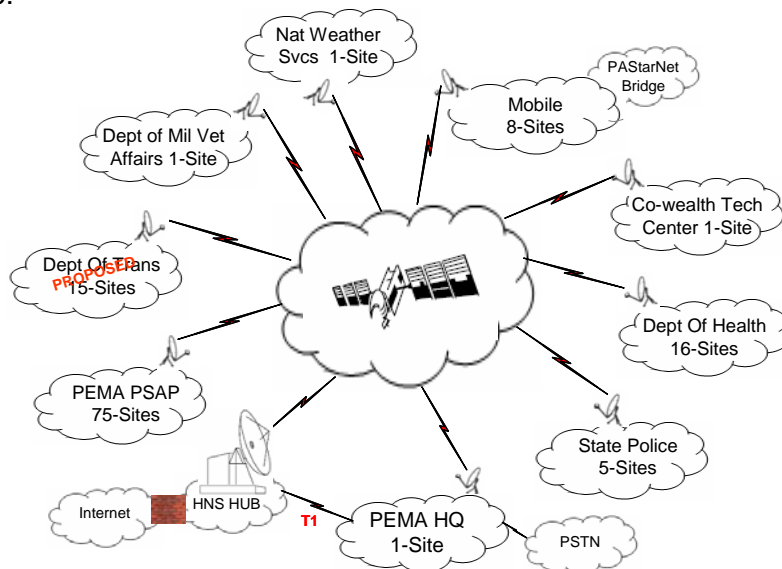 Nat Weather
Svcs 1-Site
PAStarNet
Bridge
Mobile
8-Sites
Dept of Mil Vet
Affairs 1-Site
Co-wealth Tech
Center 1-Site
Dept Of Trans
PROPOSED
15-Sites
Dept Of Health
16-Sites
PEMA PSAP
75-Sites
State Police
5-Sites
Internet
HNS HUB
T1
PEMA HQ
1-Site
PSTN